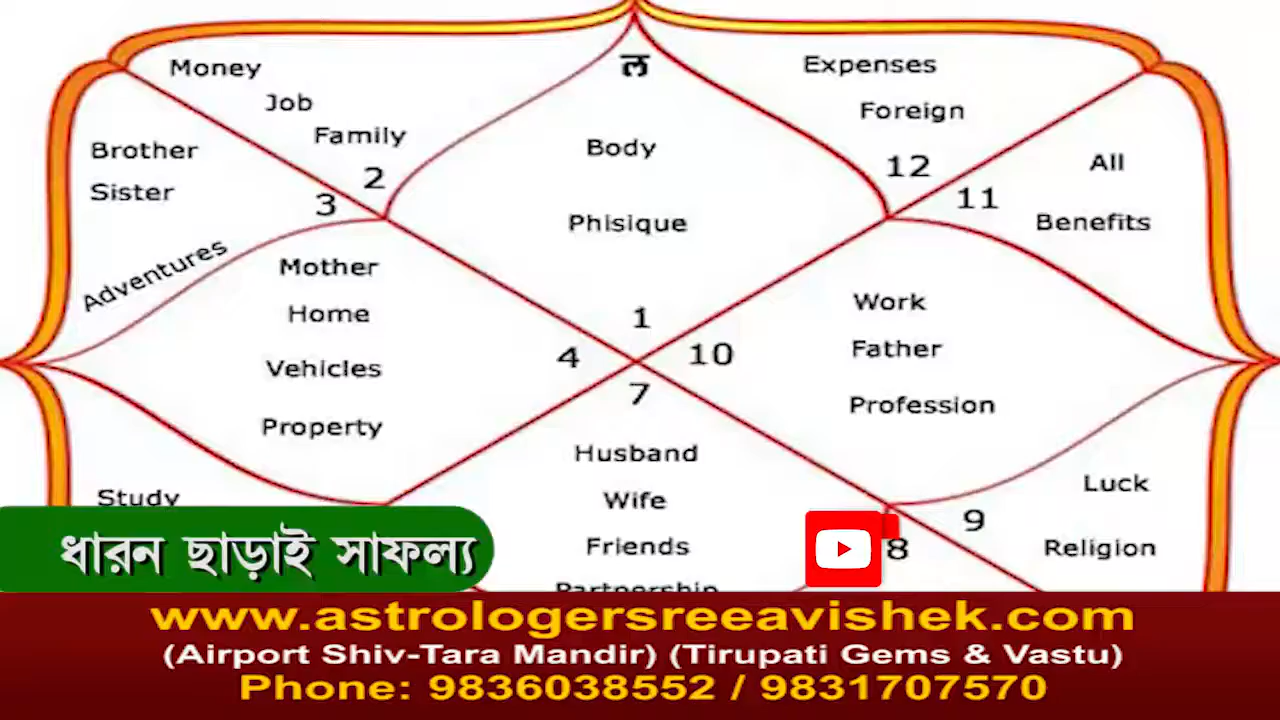 ल
Money
Job
Family
2
Brother
Sister
3
Adventures
Body
Phisique
1
Expenses
Foreign
12
All
11
Benefits
Mother
Home
Vehicles
Property
4
Work
Father
Profession
10
7
Husband
Wife
Friends
Partnership
Study
8
9
Luck
Religion
ধারন ছাড়াই সাফল্য
www.astrologersreeavishek.com
(Airport Shiv-Tara Mandir) (Tirupati Gems & Vastu)
Phone: 9836038552 / 9831707570